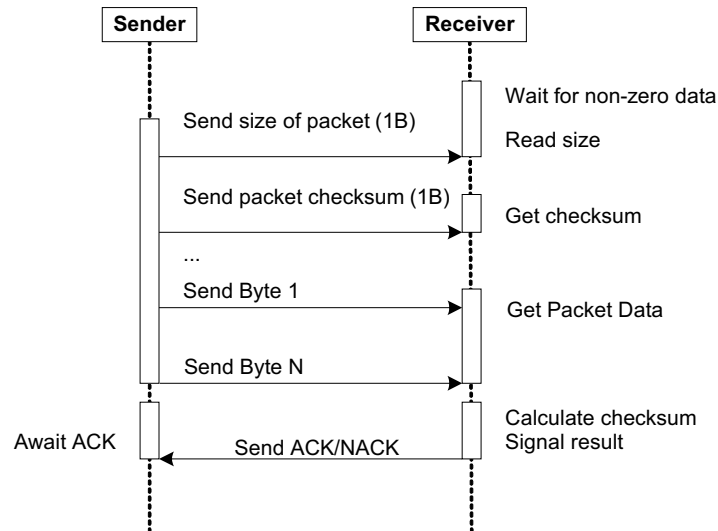 Sender
Receiver
Wait for non-zero data
Send size of packet (1B)
Read size
Send packet checksum (1B)
Get checksum
...
Send Byte 1
Get Packet Data
Send Byte N
Calculate checksum
Signal result
Await ACK
Send ACK/NACK